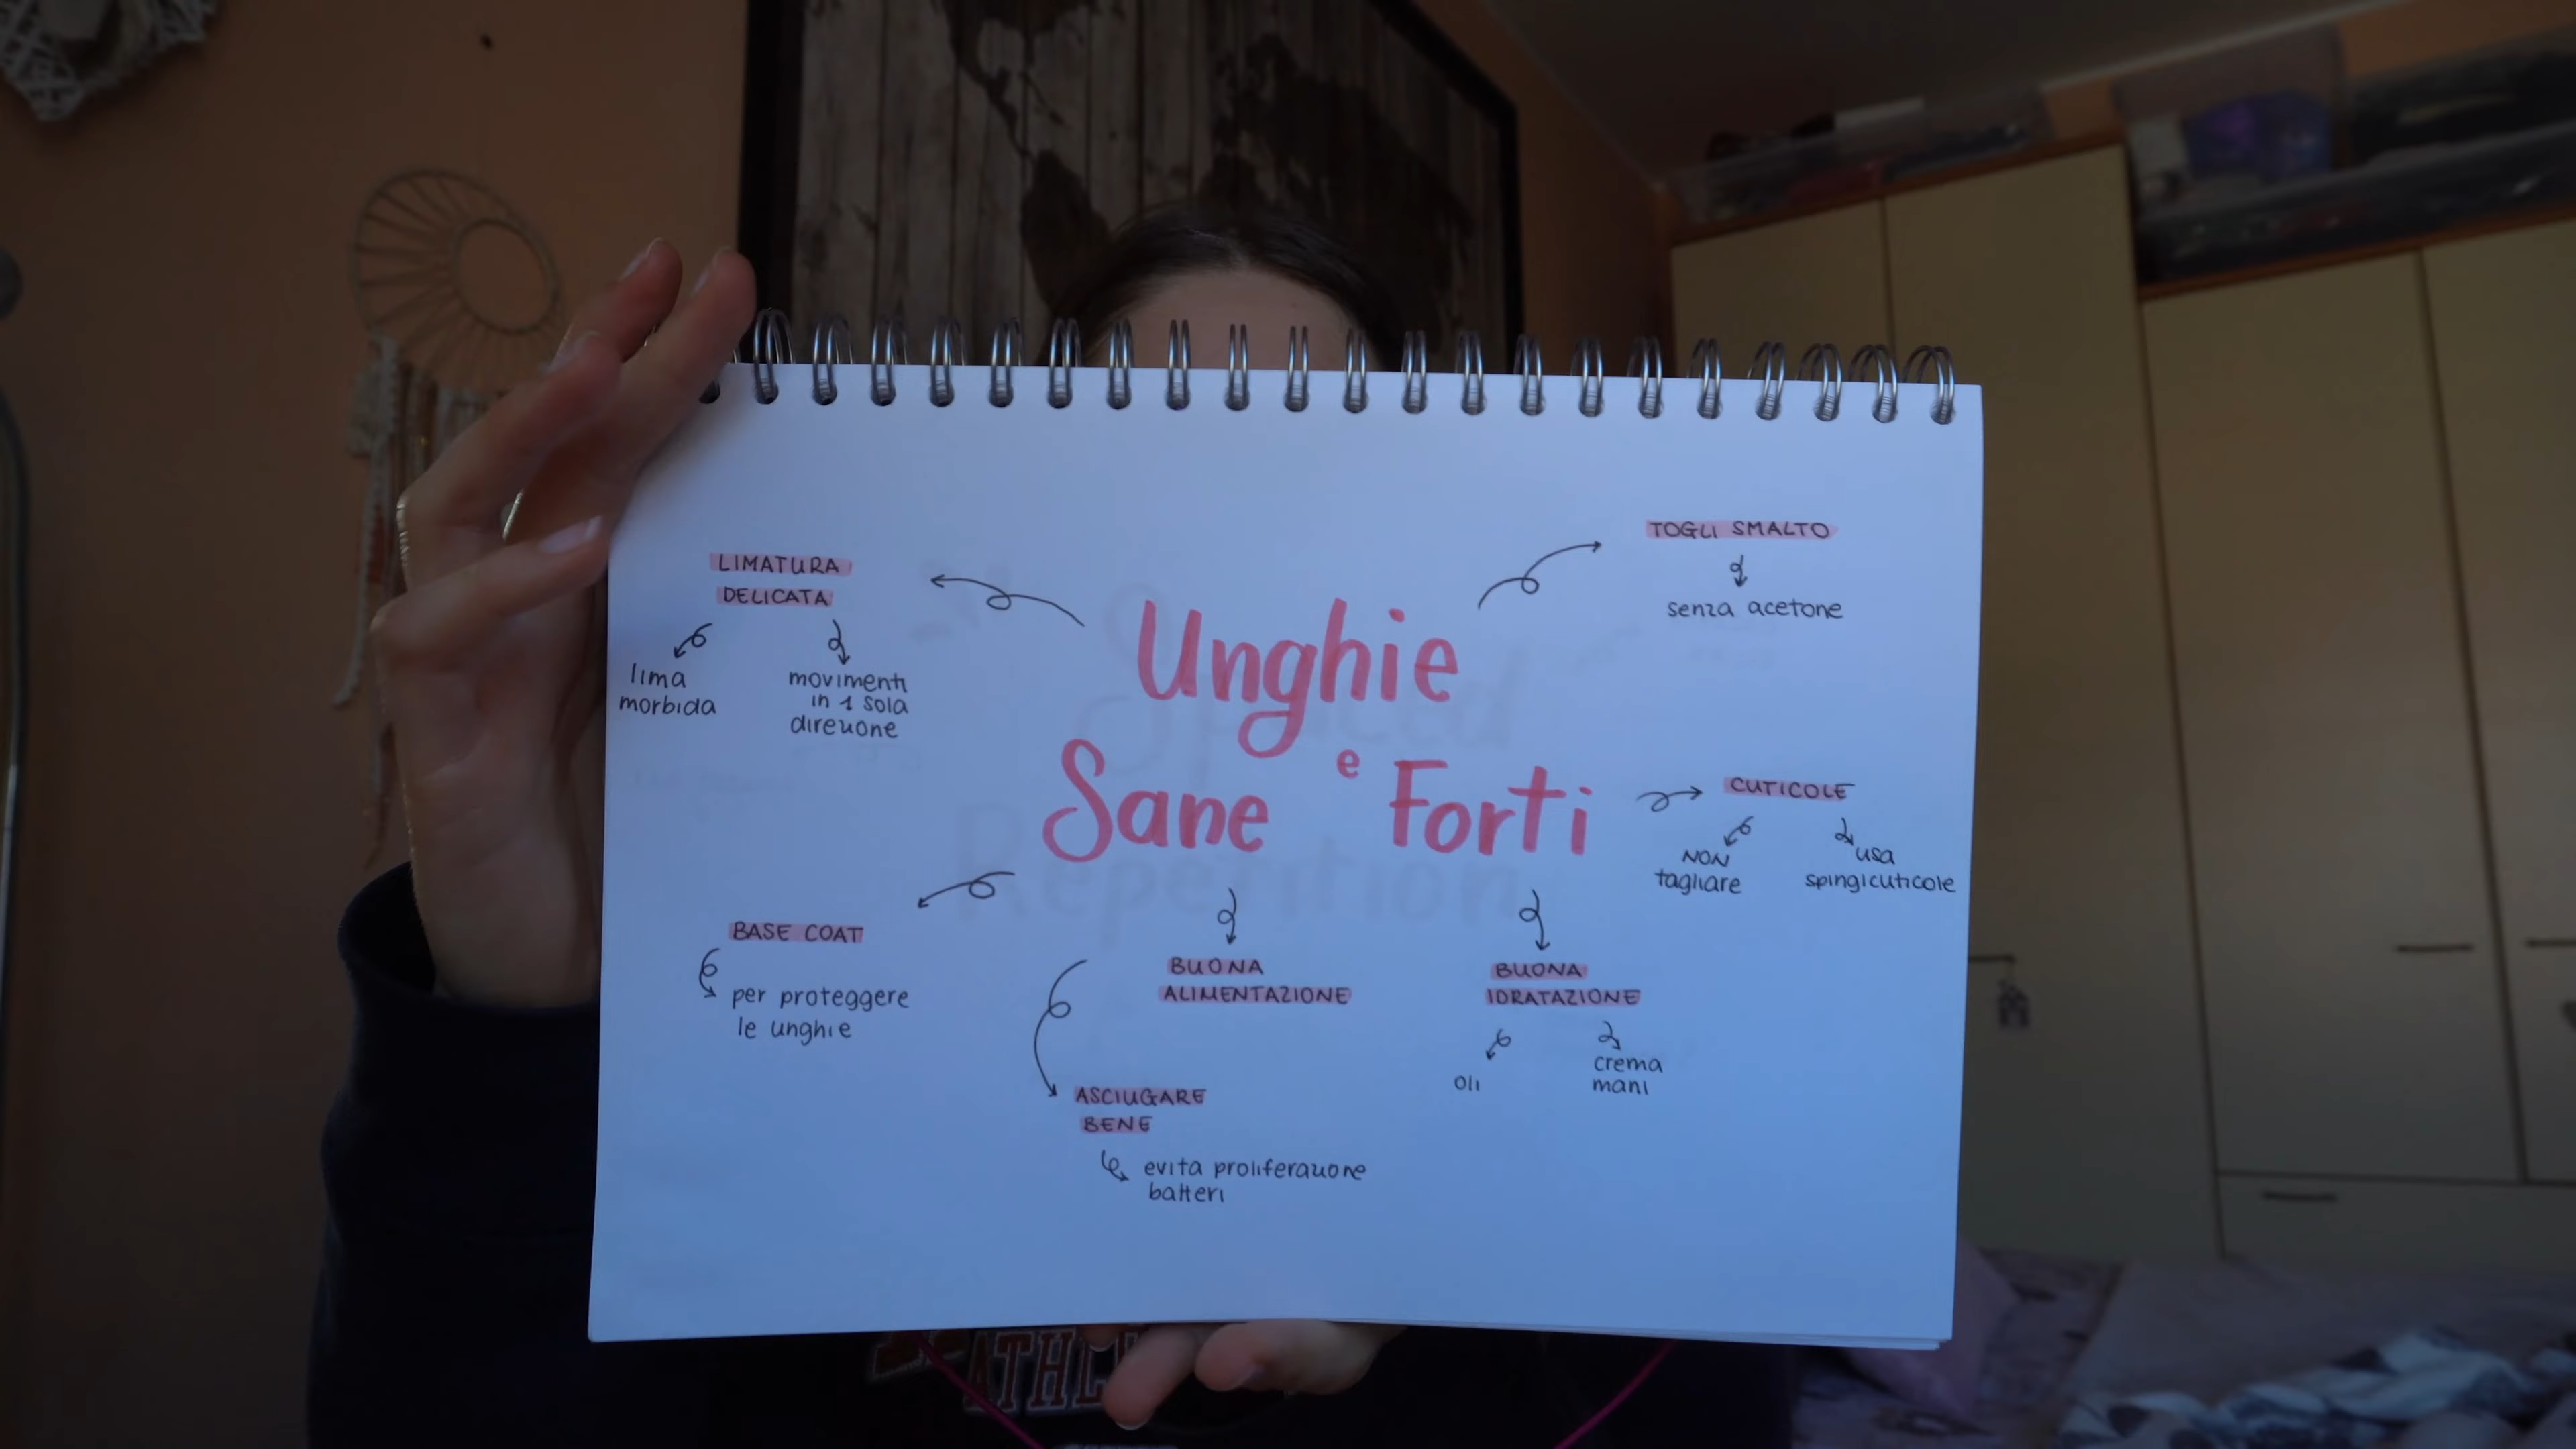 Unghie
e
Sane Forti
TOGLI SMALTO
senza acetone
CUTICOLE
NON
tagliare
usa
spingicuticole
BUONA
IDRATAZIONE
oli
crema
mani
BUONA
ALIMENTAZIONE
ASCIUGARE
BENE
evita proliferazione
batteri
BASE COAT
per proteggere
le unghie
LIMATURA
DELICATA
lima
morbida
movimenti
in 1 sola
direzione
Spaced
Repetition